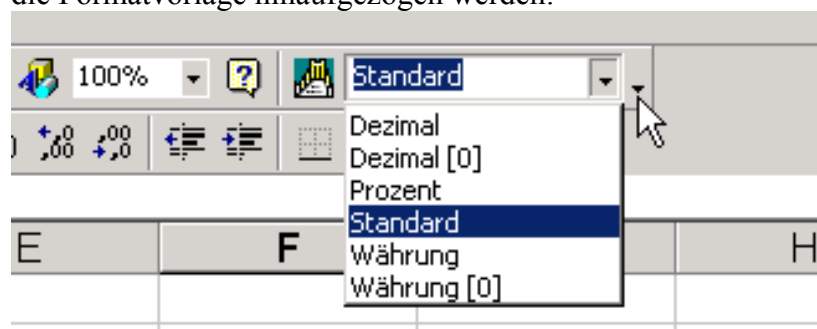 die Formatvorlage hinaufgezogen werden.
100% Standard
Dezimal
Dezimal [0]
Prozent
Standard
Währung
Währung [0]
E F H